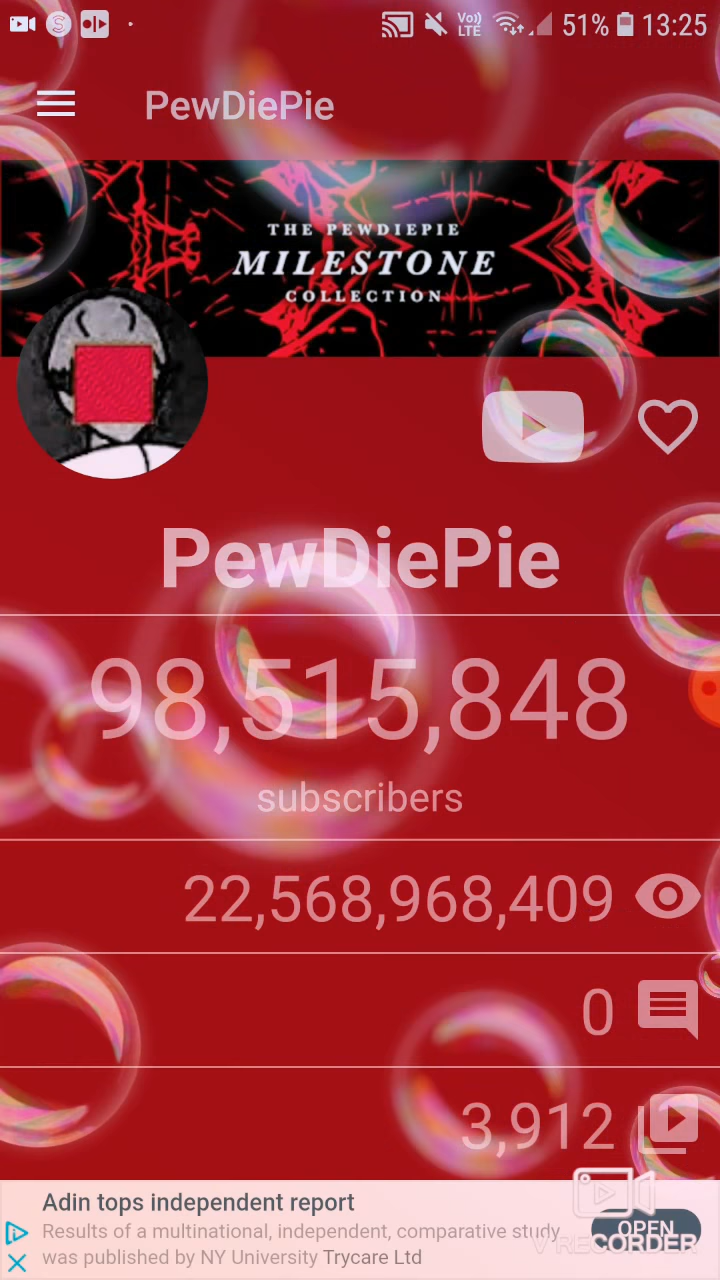 Vo))
LTE
51%
13:25
PewDiePie
THE PEWDIEPIE
MILESTONE
COLLECTION
PewDiePie
98,515,848
subscribers
22,568,968,409
0
3,912
Adin tops independent report
Results of a multinational, independent, comparative study
was published by NY University Trycare Ltd
OPEN
V RECORDER